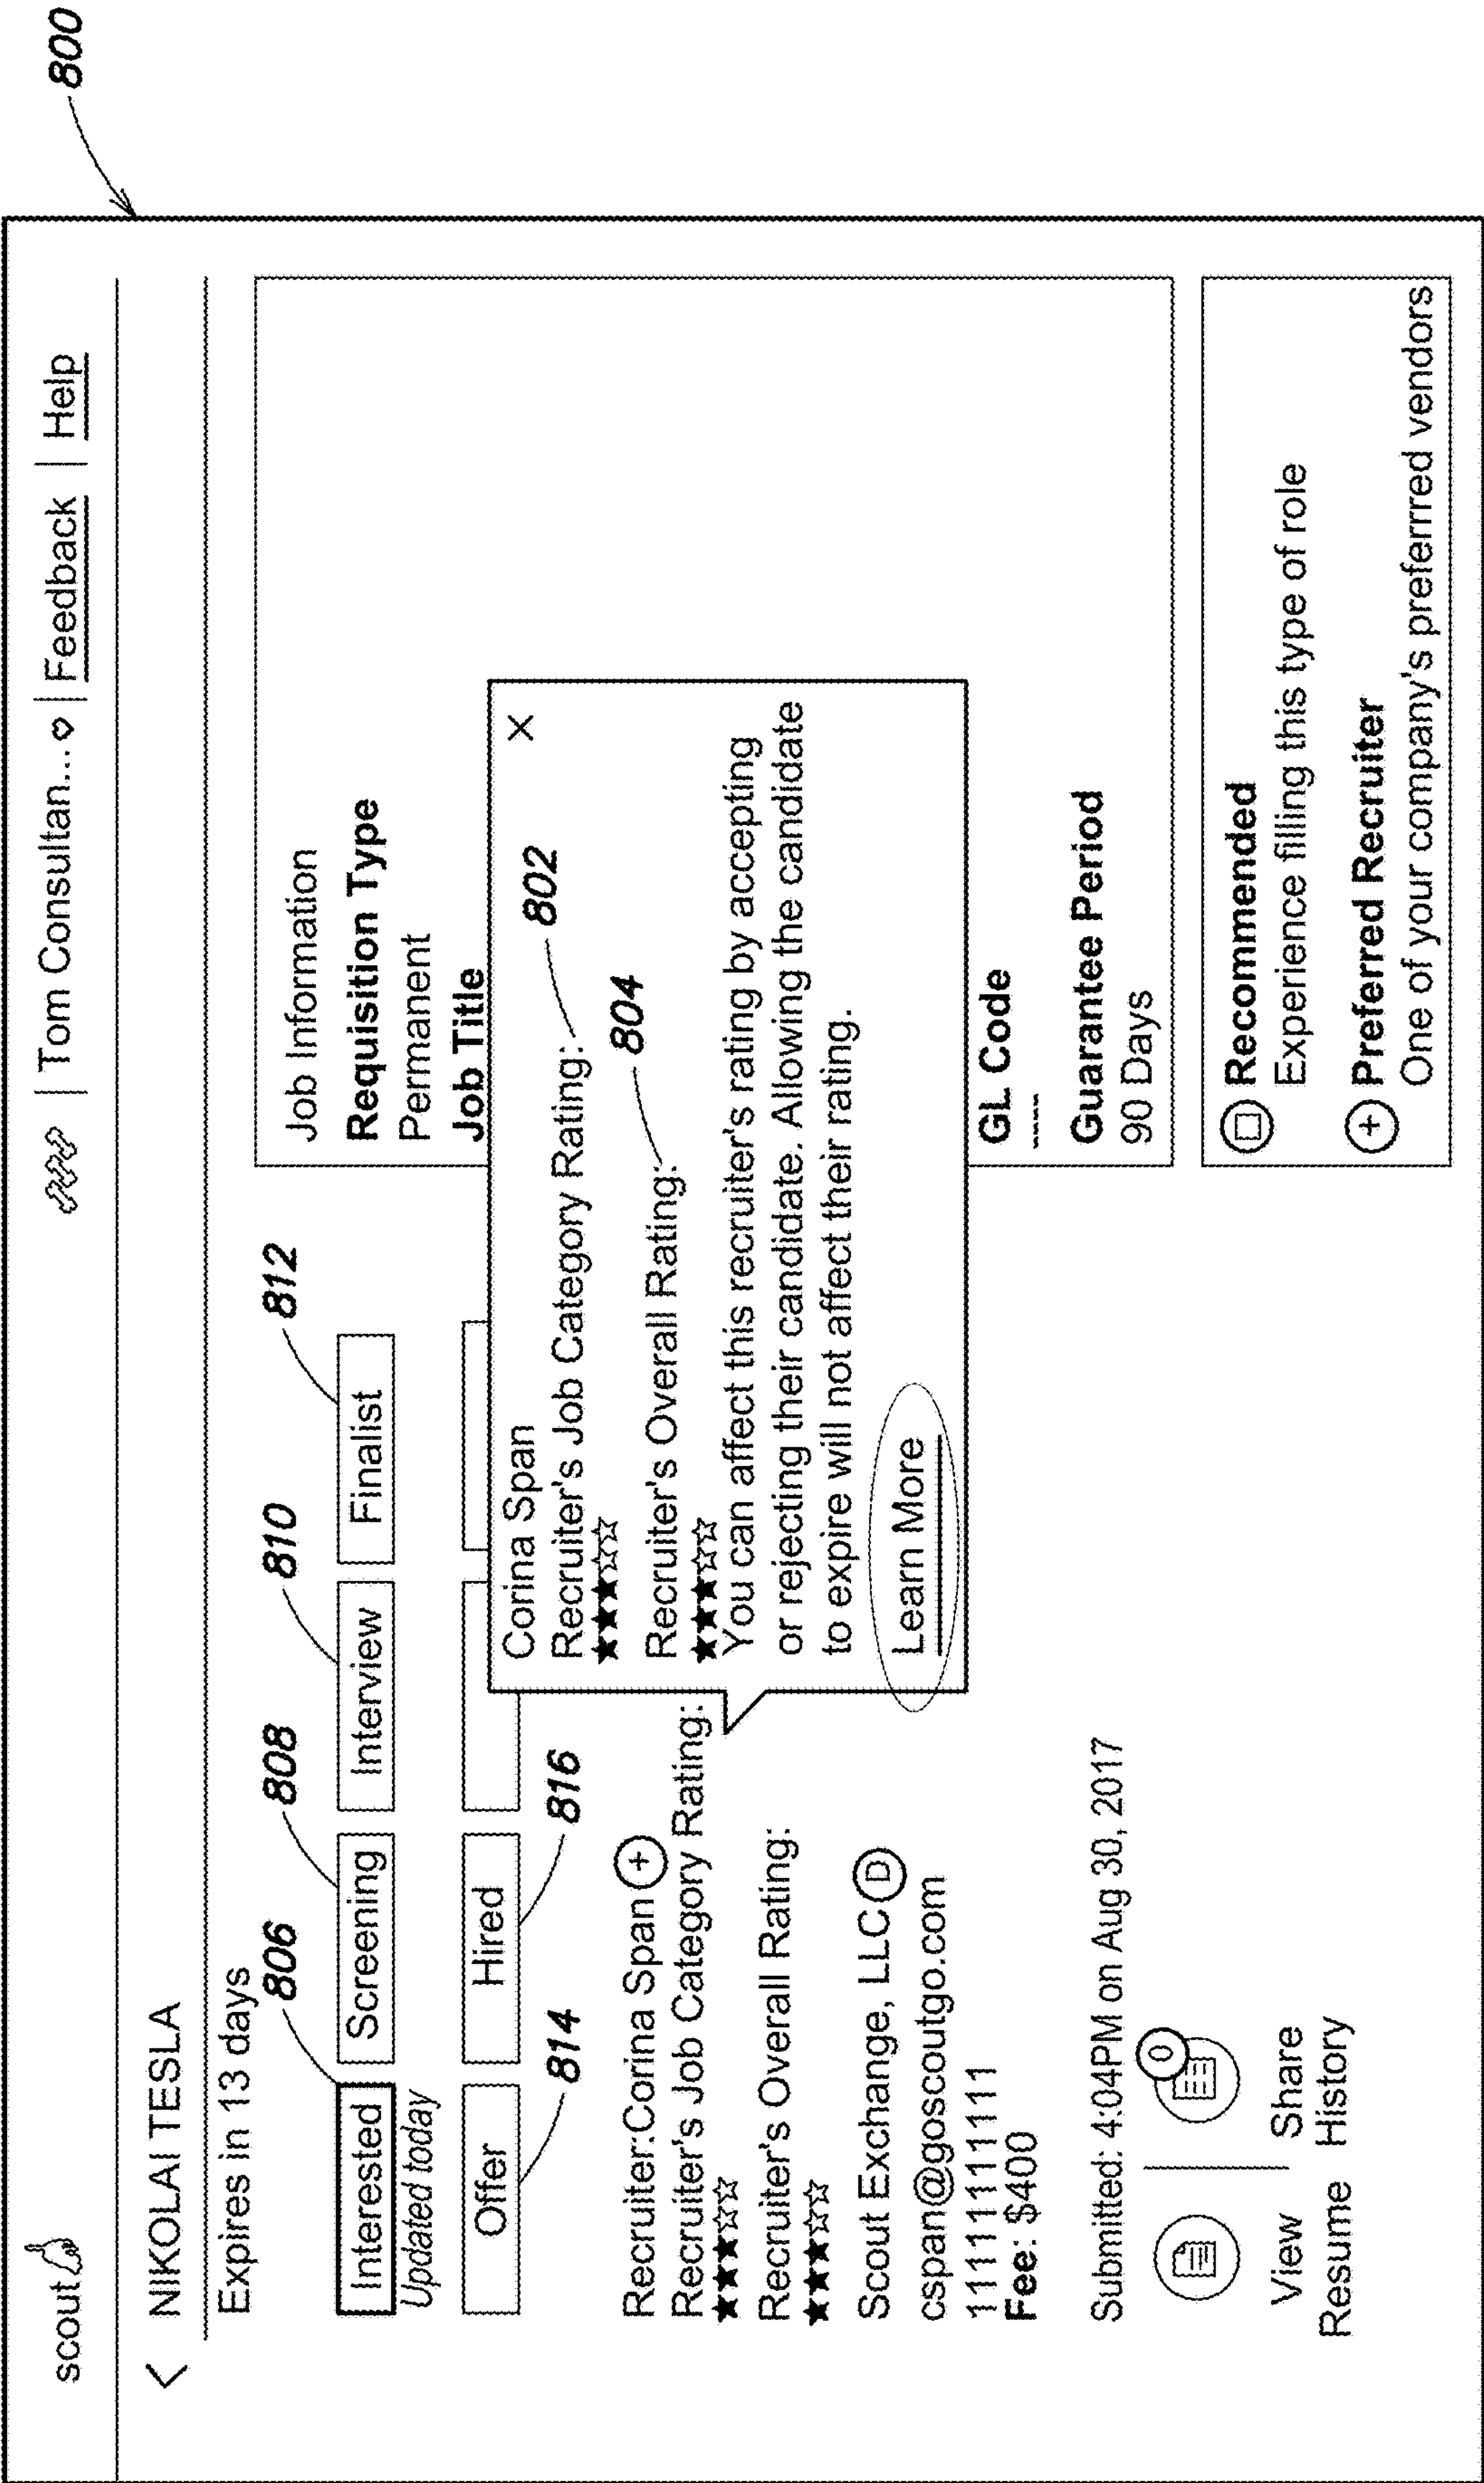 800
scout | Tom Consultan... | Feedback | Help
< NIKOLAI TESLA
Expires in 13 days
806
808
810
812
Interested
Screening
Interview
Finalist
Updated today
Offer
Hired
814
816
Recruiter:Corina Span +
Recruiter's Job Category Rating:
★★★☆☆
Recruiter's Overall Rating:
★★★☆☆
Scout Exchange, LLC D
cspan@goscoutgo.com
11111111111
Fee: $400
Submitted: 4:04PM on Aug 30, 2017
0
View
Resume
Share
History
Corina Span
X
Recruiter's Job Category Rating:
802
★★★☆☆
Recruiter's Overall Rating:
804
★★★☆☆
You can affect this recruiter's rating by accepting
or rejecting their candidate. Allowing the candidate
to expire will not affect their rating.
Learn More
Job Information
Requisition Type
Permanent
Job Title
GL Code
-----
Guarantee Period
90 Days
Recommended
Experience filling this type of role
+ Preferred Recruiter
One of your company's preferrred vendors